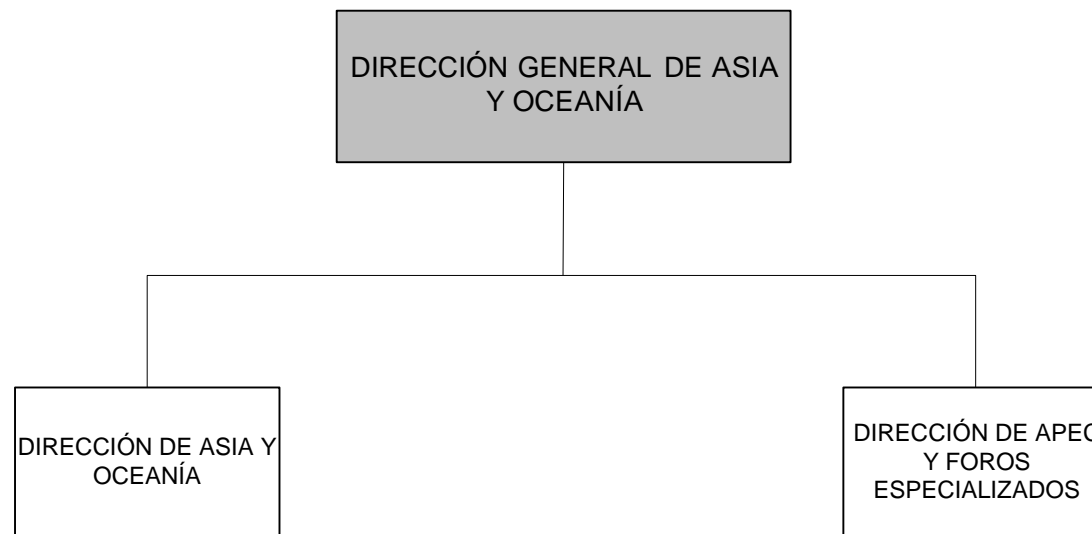 DIRECCIÓN GENERAL DE ASIA
Y OCEANÍA
DIRECCIÓN DE ASIA Y
OCEANÍA
DIRECCIÓN DE APEC
Y FOROS
ESPECIALIZADOS